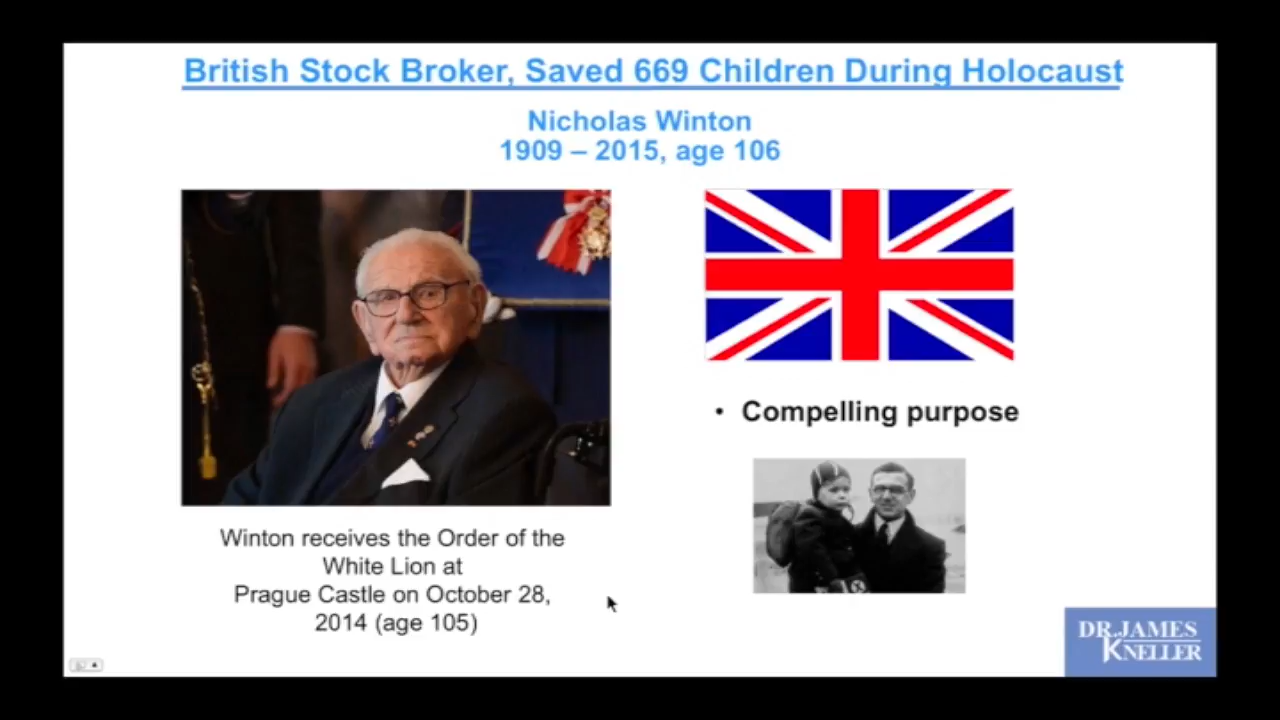 British Stock Broker, Saved 669 Children During Holocaust
Nicholas Winton
1909 – 2015, age 106
• Compelling purpose
Winton receives the Order of the
White Lion at
Prague Castle on October 28,
2014 (age 105)
DR. JAMES
KNELLER